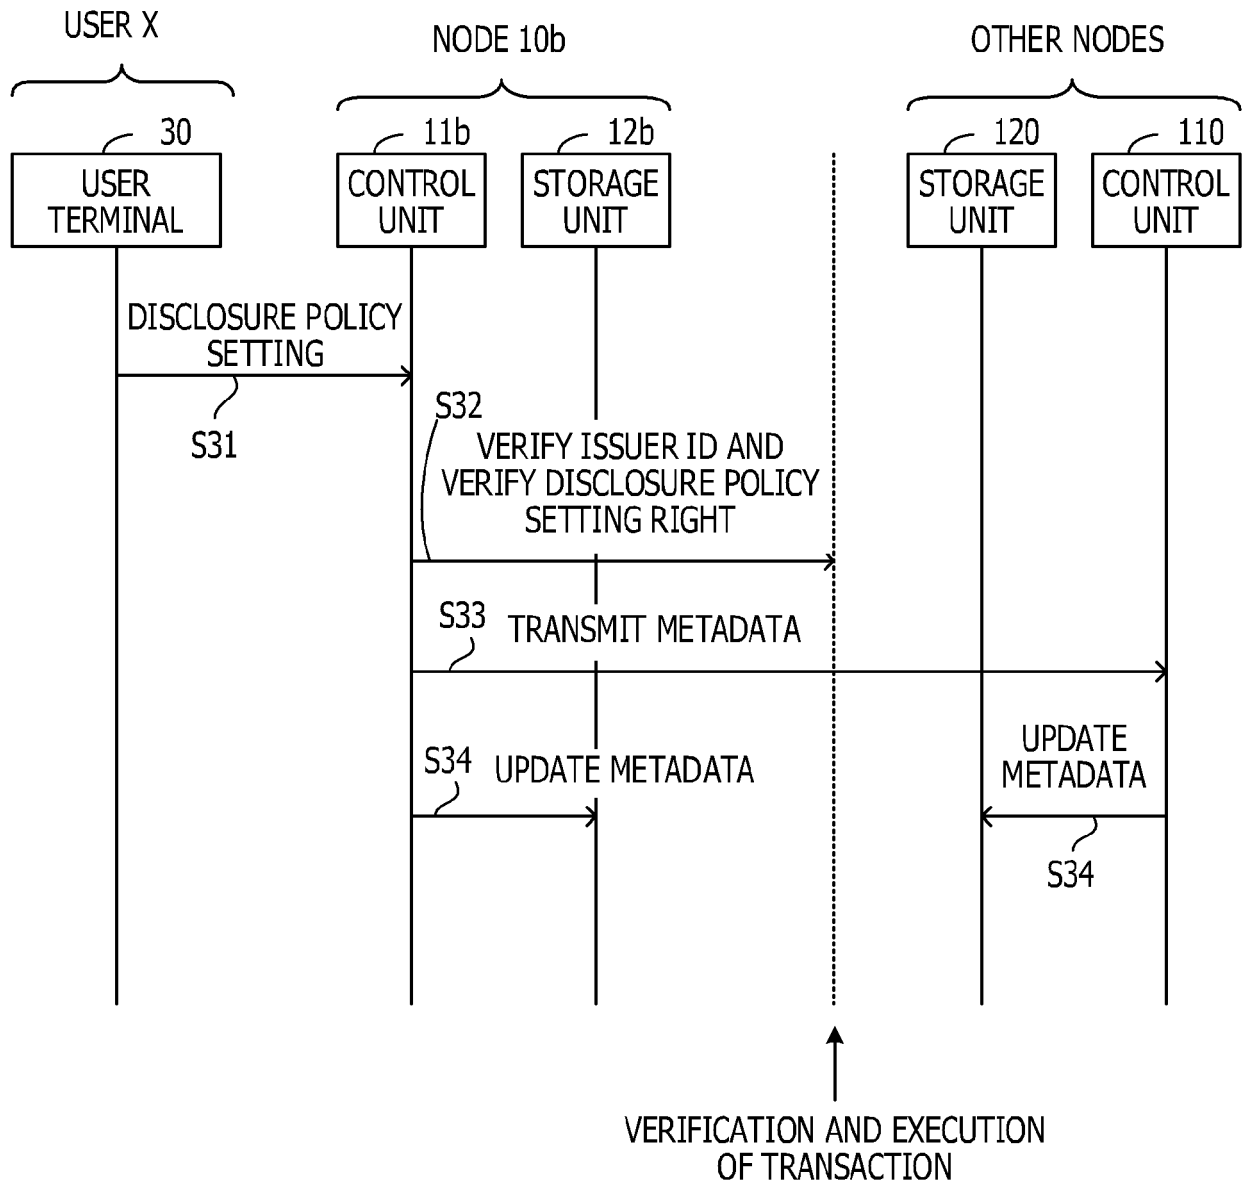 USER X
NODE 10b
OTHER NODES
30
11b
12b
120
110
USER
TERMINAL
CONTROL
UNIT
STORAGE
UNIT
STORAGE
UNIT
CONTROL
UNIT
DISCLOSURE POLICY
SETTING
S31
S32
VERIFY ISSUER ID AND
VERIFY DISCLOSURE POLICY
SETTING RIGHT
S33
TRANSMIT METADATA
S34
UPDATE METADATA
UPDATE
METADATA
S34
VERIFICATION AND EXECUTION
OF TRANSACTION